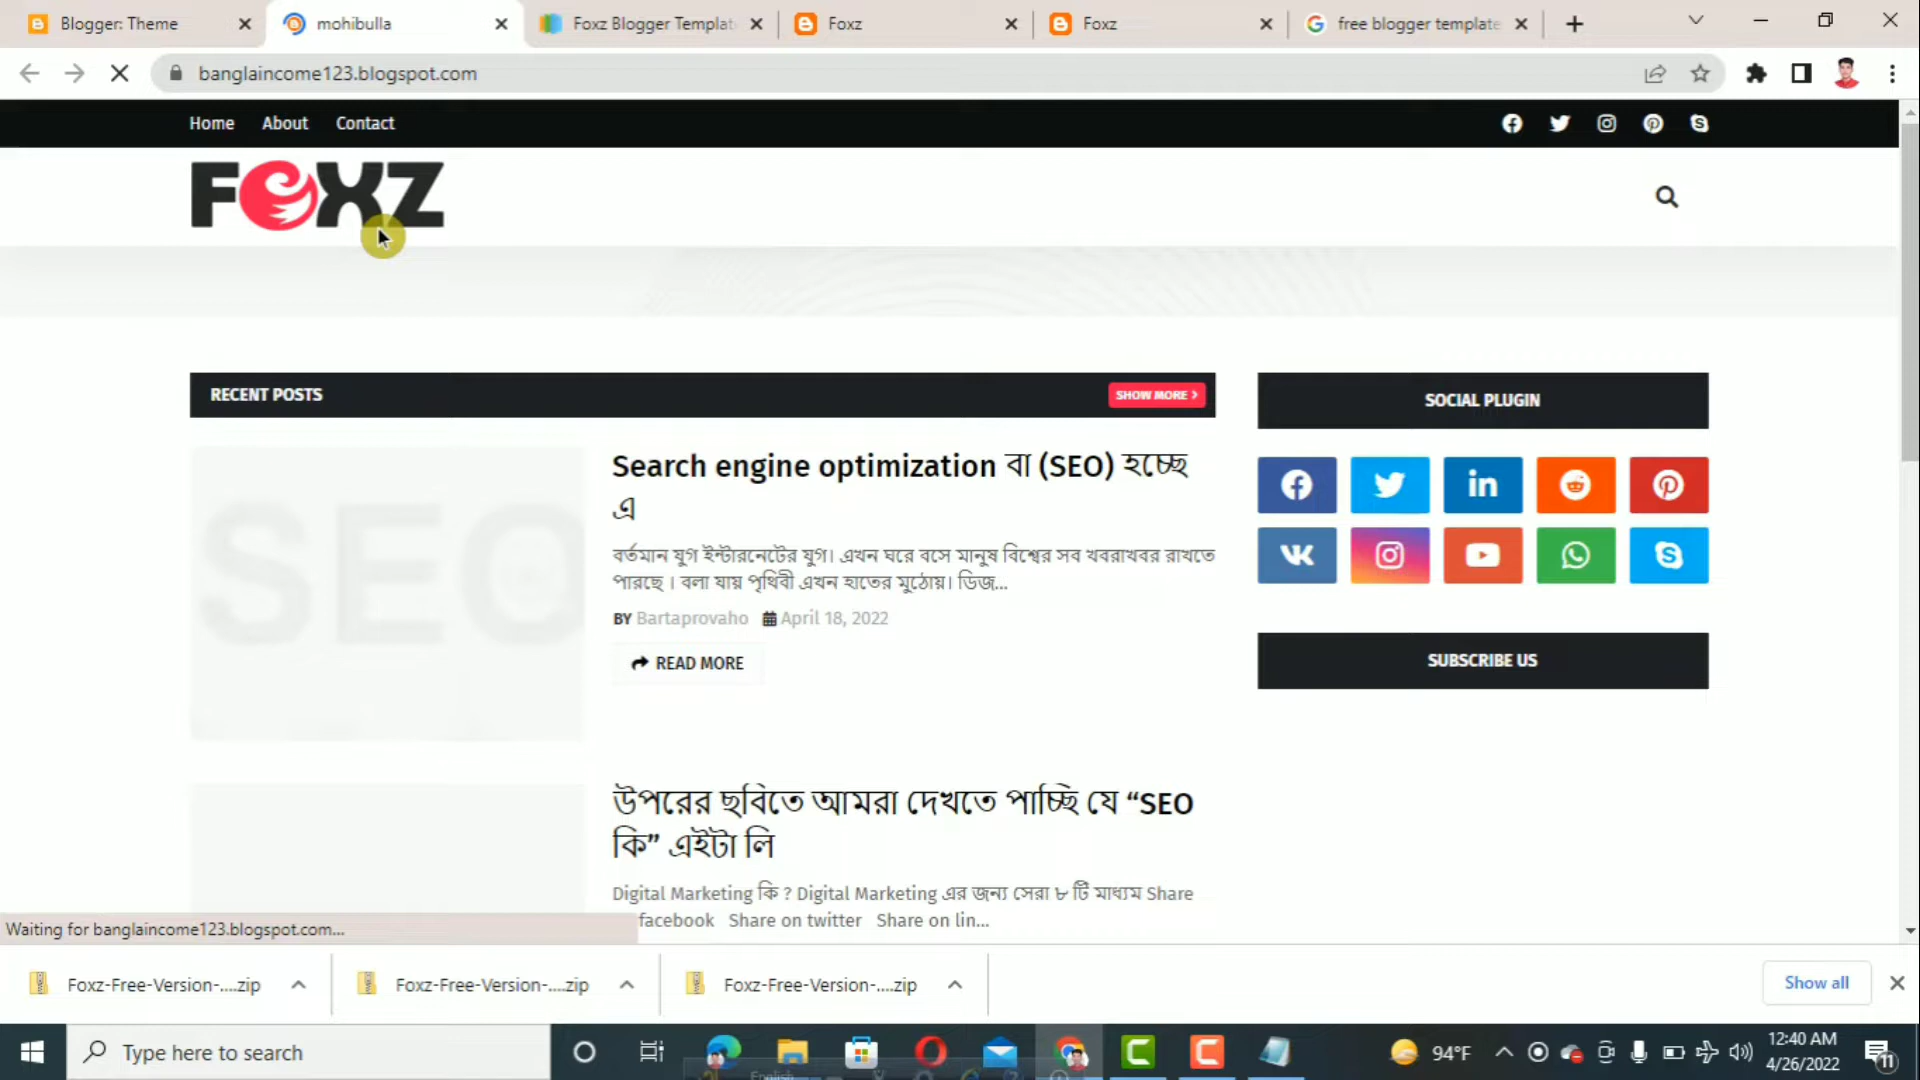 Blogger: Theme
mohibulla
Foxz Blogger Templat
Foxz
Foxz
free blogger template
banglaincome123.blogspot.com
Home About Contact
FOXZ
RECENT POSTS
SHOW MORE
SOCIAL PLUGIN
SEO
Search engine optimization বা (SEO) হচ্ছে
এ
বর্তমান যুগ ইন্টারনেটের যুগ। এখন ঘরে বসে মানুষ বিশ্বের সব খবরাখবর রাখতে
পারছে । বলা যায় পৃথিবী এখন হাতের মুঠোয়। ডিজ...
BY Bartaprovaho April 18, 2022
READ MORE
SUBSCRIBE US
উপরের ছবিতে আমরা দেখতে পাচ্ছি যে “SEO
কি” এইটা লি
Digital Marketing কি ? Digital Marketing এর জন্য সেরা ৮ টি মাধ্যম Share
facebook Share on twitter Share on lin...
Waiting for banglaincome123.blogspot.com...
Foxz-Free-Version-....zip
Foxz-Free-Version-....zip
Foxz-Free-Version-....zip
Show all
Type here to search
English
94°F
12:40 AM
4/26/2022
11